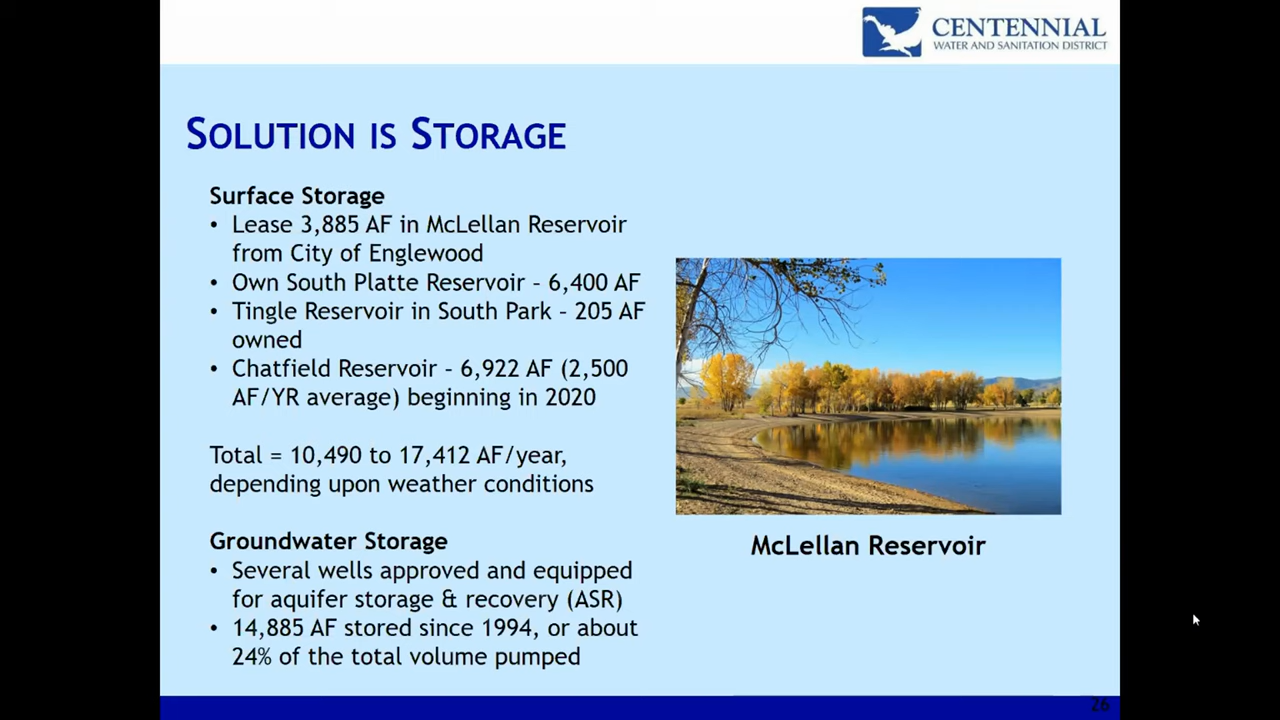 CENTENNIAL
WATER AND SANITATION DISTRICT
SOLUTION IS STORAGE
Surface Storage
• Lease 3,885 AF in McLellan Reservoir
from City of Englewood
• Own South Platte Reservoir – 6,400 AF
• Tingle Reservoir in South Park – 205 AF
owned
• Chatfield Reservoir – 6,922 AF (2,500
AF/YR average) beginning in 2020
Total = 10,490 to 17,412 AF/year,
depending upon weather conditions
Groundwater Storage
• Several wells approved and equipped
for aquifer storage & recovery (ASR)
• 14,885 AF stored since 1994, or about
24% of the total volume pumped
McLellan Reservoir
26